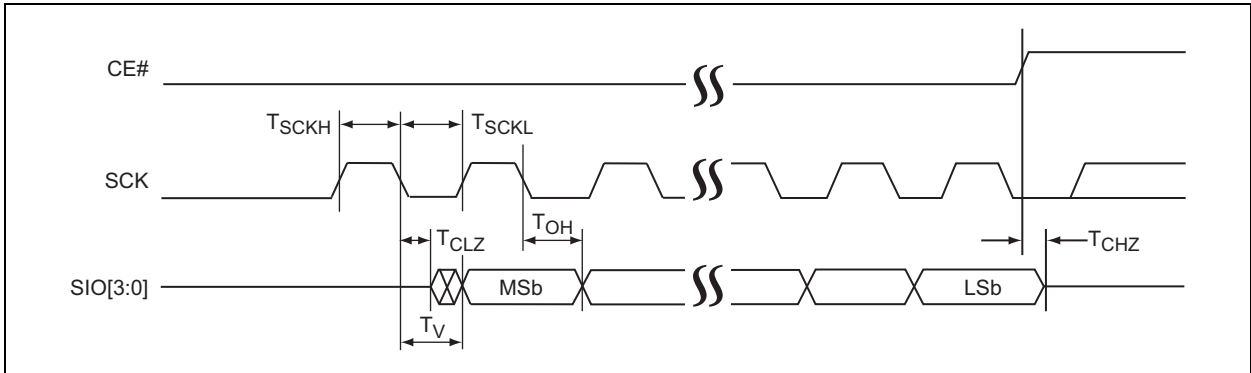 CE#
TSCKH
TSCKL
SCK
TOH
TCLZ
TCHZ
SIO[3:0]
MSb
LSb
TV